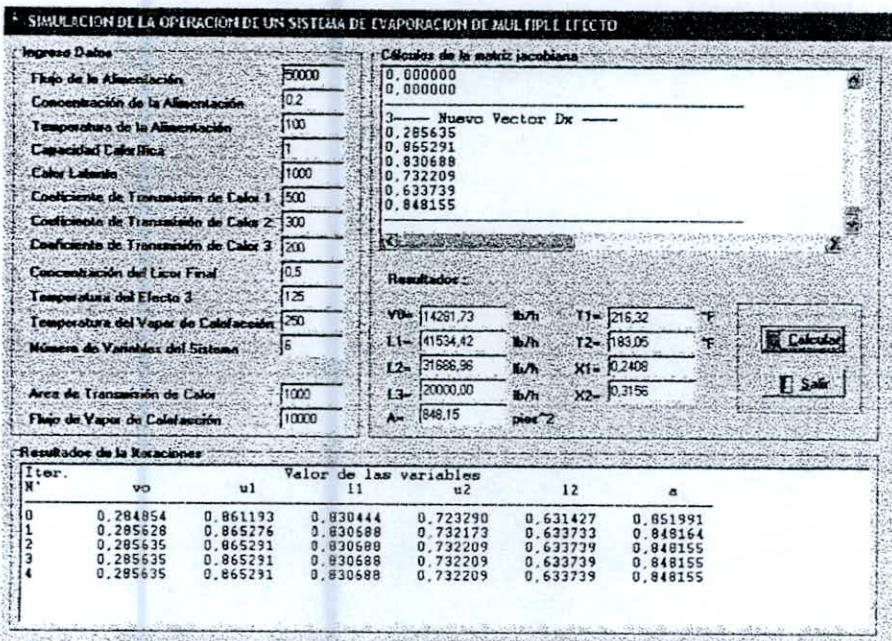 SIMULACION DE LA OPERACION DE UN SISTEMA DE EVAPORACION DE MULTIPLE EFECTO
Ingreso Datos
Flujo de la Alimentación 50000
Concentración de la Alimentación 0,2
Temperatura de la Alimentación 100
Capacidad Calorífica 1
Calor Latente 1000
Coeficiente de Transmisión de Calor 1 500
Coeficiente de Transmisión de Calor 2 300
Coeficiente de Transmisión de Calor 3 200
Concentración del Licor Final 0,5
Temperatura del Efecto 3 125
Temperatura del Vapor de Calefacción 250
Número de Variables del Sistema 6
Area de Transmisión de Calor 1000
Flujo de Vapor de Calefacción 10000
Cálculos de la matriz jacobiana
0,000000
0,000000
3---- Nuevo Vector Dx ----
0,285635
0,865291
0,830688
0,732209
0,633739
0,848155
Resultados :
V0= 14281,73 lb/h T1= 216,32 °F
L1= 41534,42 lb/h T2= 183,05 °F
L2= 31686,96 lb/h X1= 0,2408
L3= 20000,00 lb/h X2= 0,3156
A= 848,15 pies^2
Calcular
Salir
Resultados de la Iteraciones
Iter. Valor de las variables
N° vo u1 l1 u2 l2 a
0 0,284854 0,861193 0,830444 0,723290 0,631427 0,851991
1 0,285628 0,865276 0,830688 0,732173 0,633733 0,848164
2 0,285635 0,865291 0,830688 0,732209 0,633739 0,848155
3 0,285635 0,865291 0,830688 0,732209 0,633739 0,848155
4 0,285635 0,865291 0,830688 0,732209 0,633739 0,848155